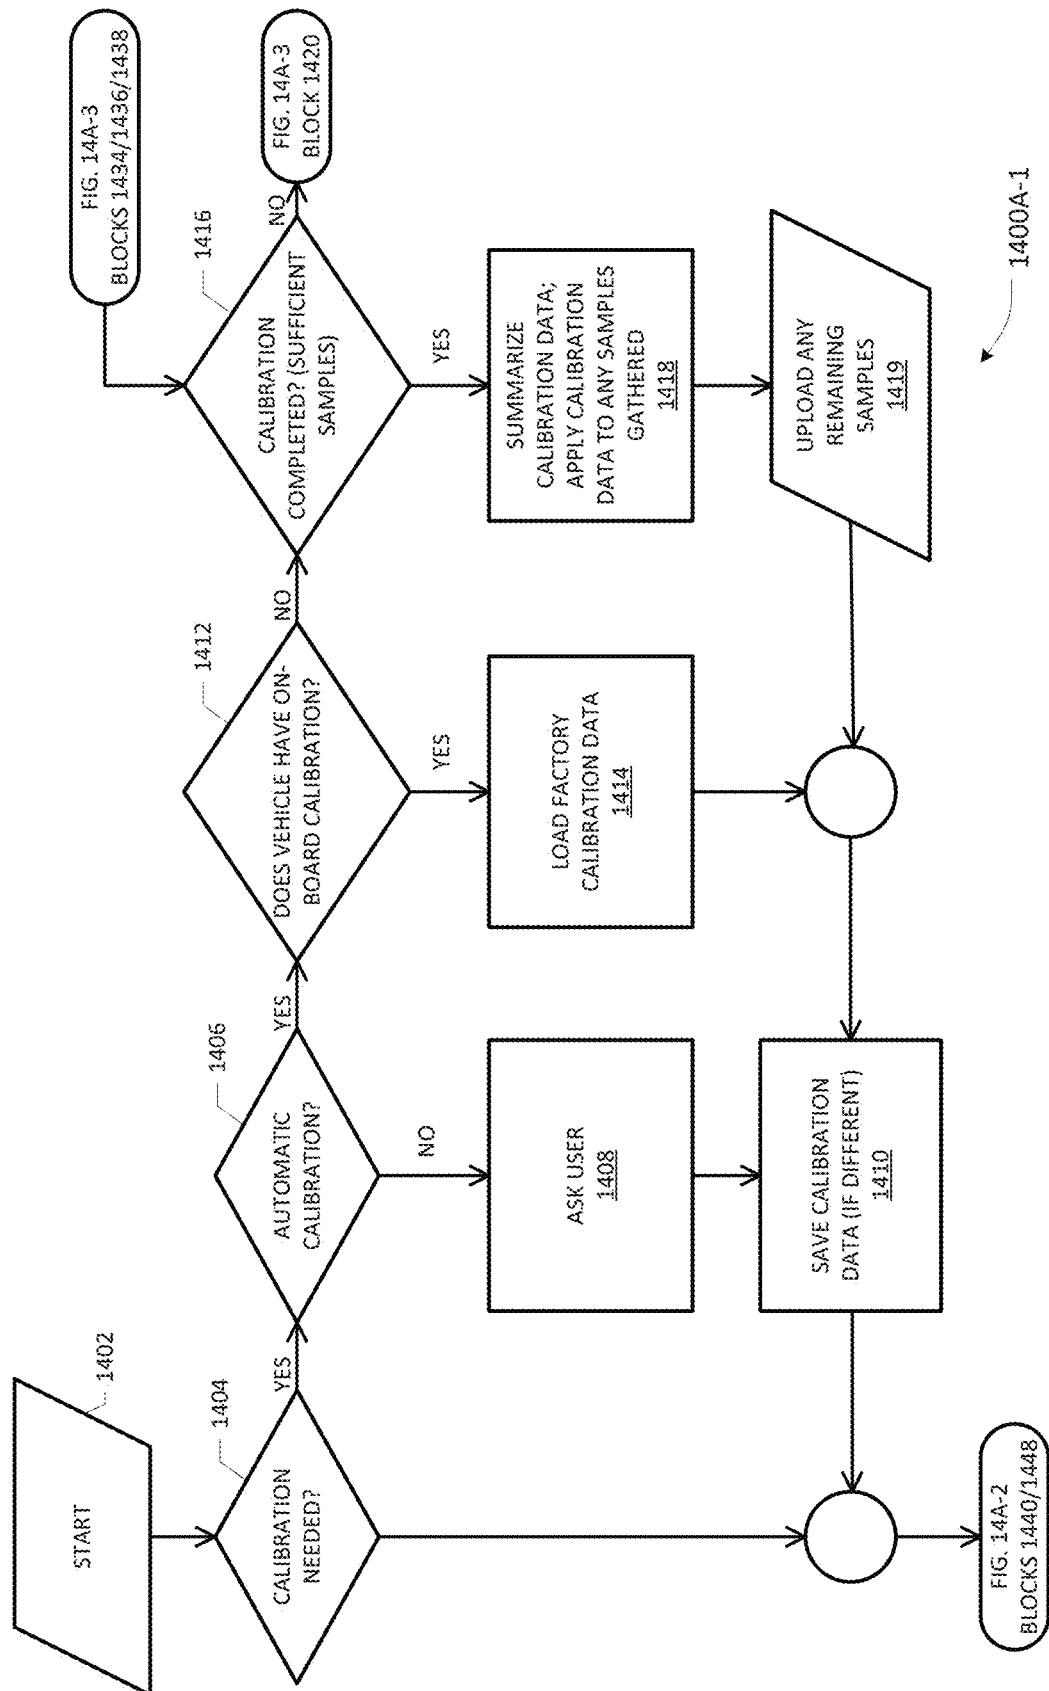 START
1402
CALIBRATION
NEEDED?
1404
YES
AUTOMATIC
CALIBRATION?
1406
YES
NO
DOES VEHICLE HAVE ON-
BOARD CALIBRATION?
1412
NO
YES
CALIBRATION
COMPLETED? (SUFFICIENT
SAMPLES)
1416
NO
YES
FIG. 14A-3
BLOCKS 1434/1436/1438
FIG. 14A-3
BLOCK 1420
ASK USER
1408
LOAD FACTORY
CALIBRATION DATA
1414
SUMMARIZE
CALIBRATION DATA;
APPLY CALIBRATION
DATA TO ANY SAMPLES
GATHERED
1418
SAVE CALIBRATION
DATA (IF DIFFERENT)
1410
UPLOAD ANY
REMAINING
SAMPLES
1419
FIG. 14A-2
BLOCKS 1440/1448
1400A-1